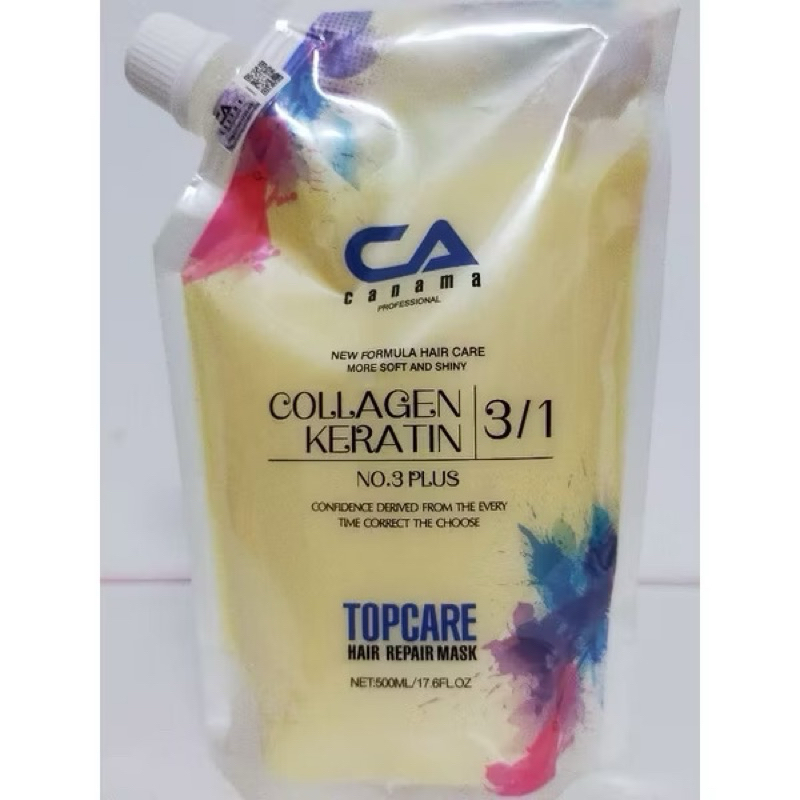 CA
CA
canama
PROFESSIONAL
NEW FORMULA HAIR CARE
MORE SOFT AND SHINY
COLLAGEN
KERATIN
3/1
NO.3 PLUS
CONFIDENCE DERIVED FROM THE EVERY
TIME CORRECT THE CHOOSE
TOPCARE
HAIR REPAIR MASK
NET:500ML/17.6FL.OZ